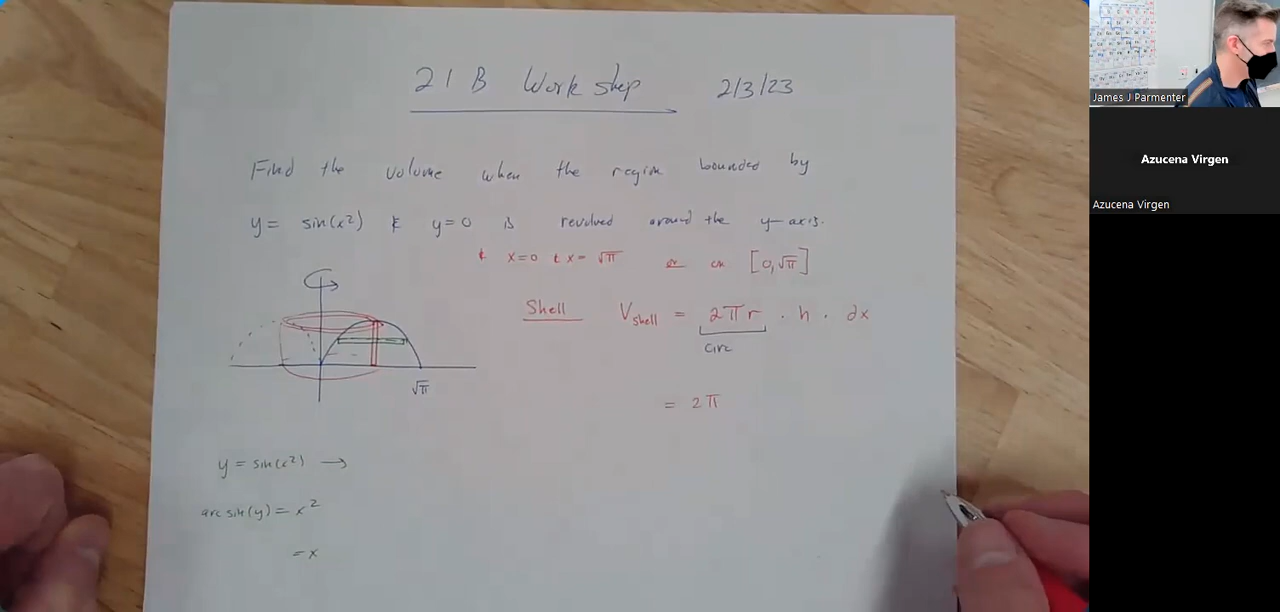 21 B Workshop 2/3/23
Find the volume when the region bounded by
y = sin(x²) & y=0 is revolved around the y-axis.
& x=0 & x= √π or on [0,√π]
Shell V shell = 2πr · h · dx
circ
√π
= 2π
y = sin(x²) →
arcsin(y) = x²
= x
James J Parmenter
Azucena Virgen
Azucena Virgen